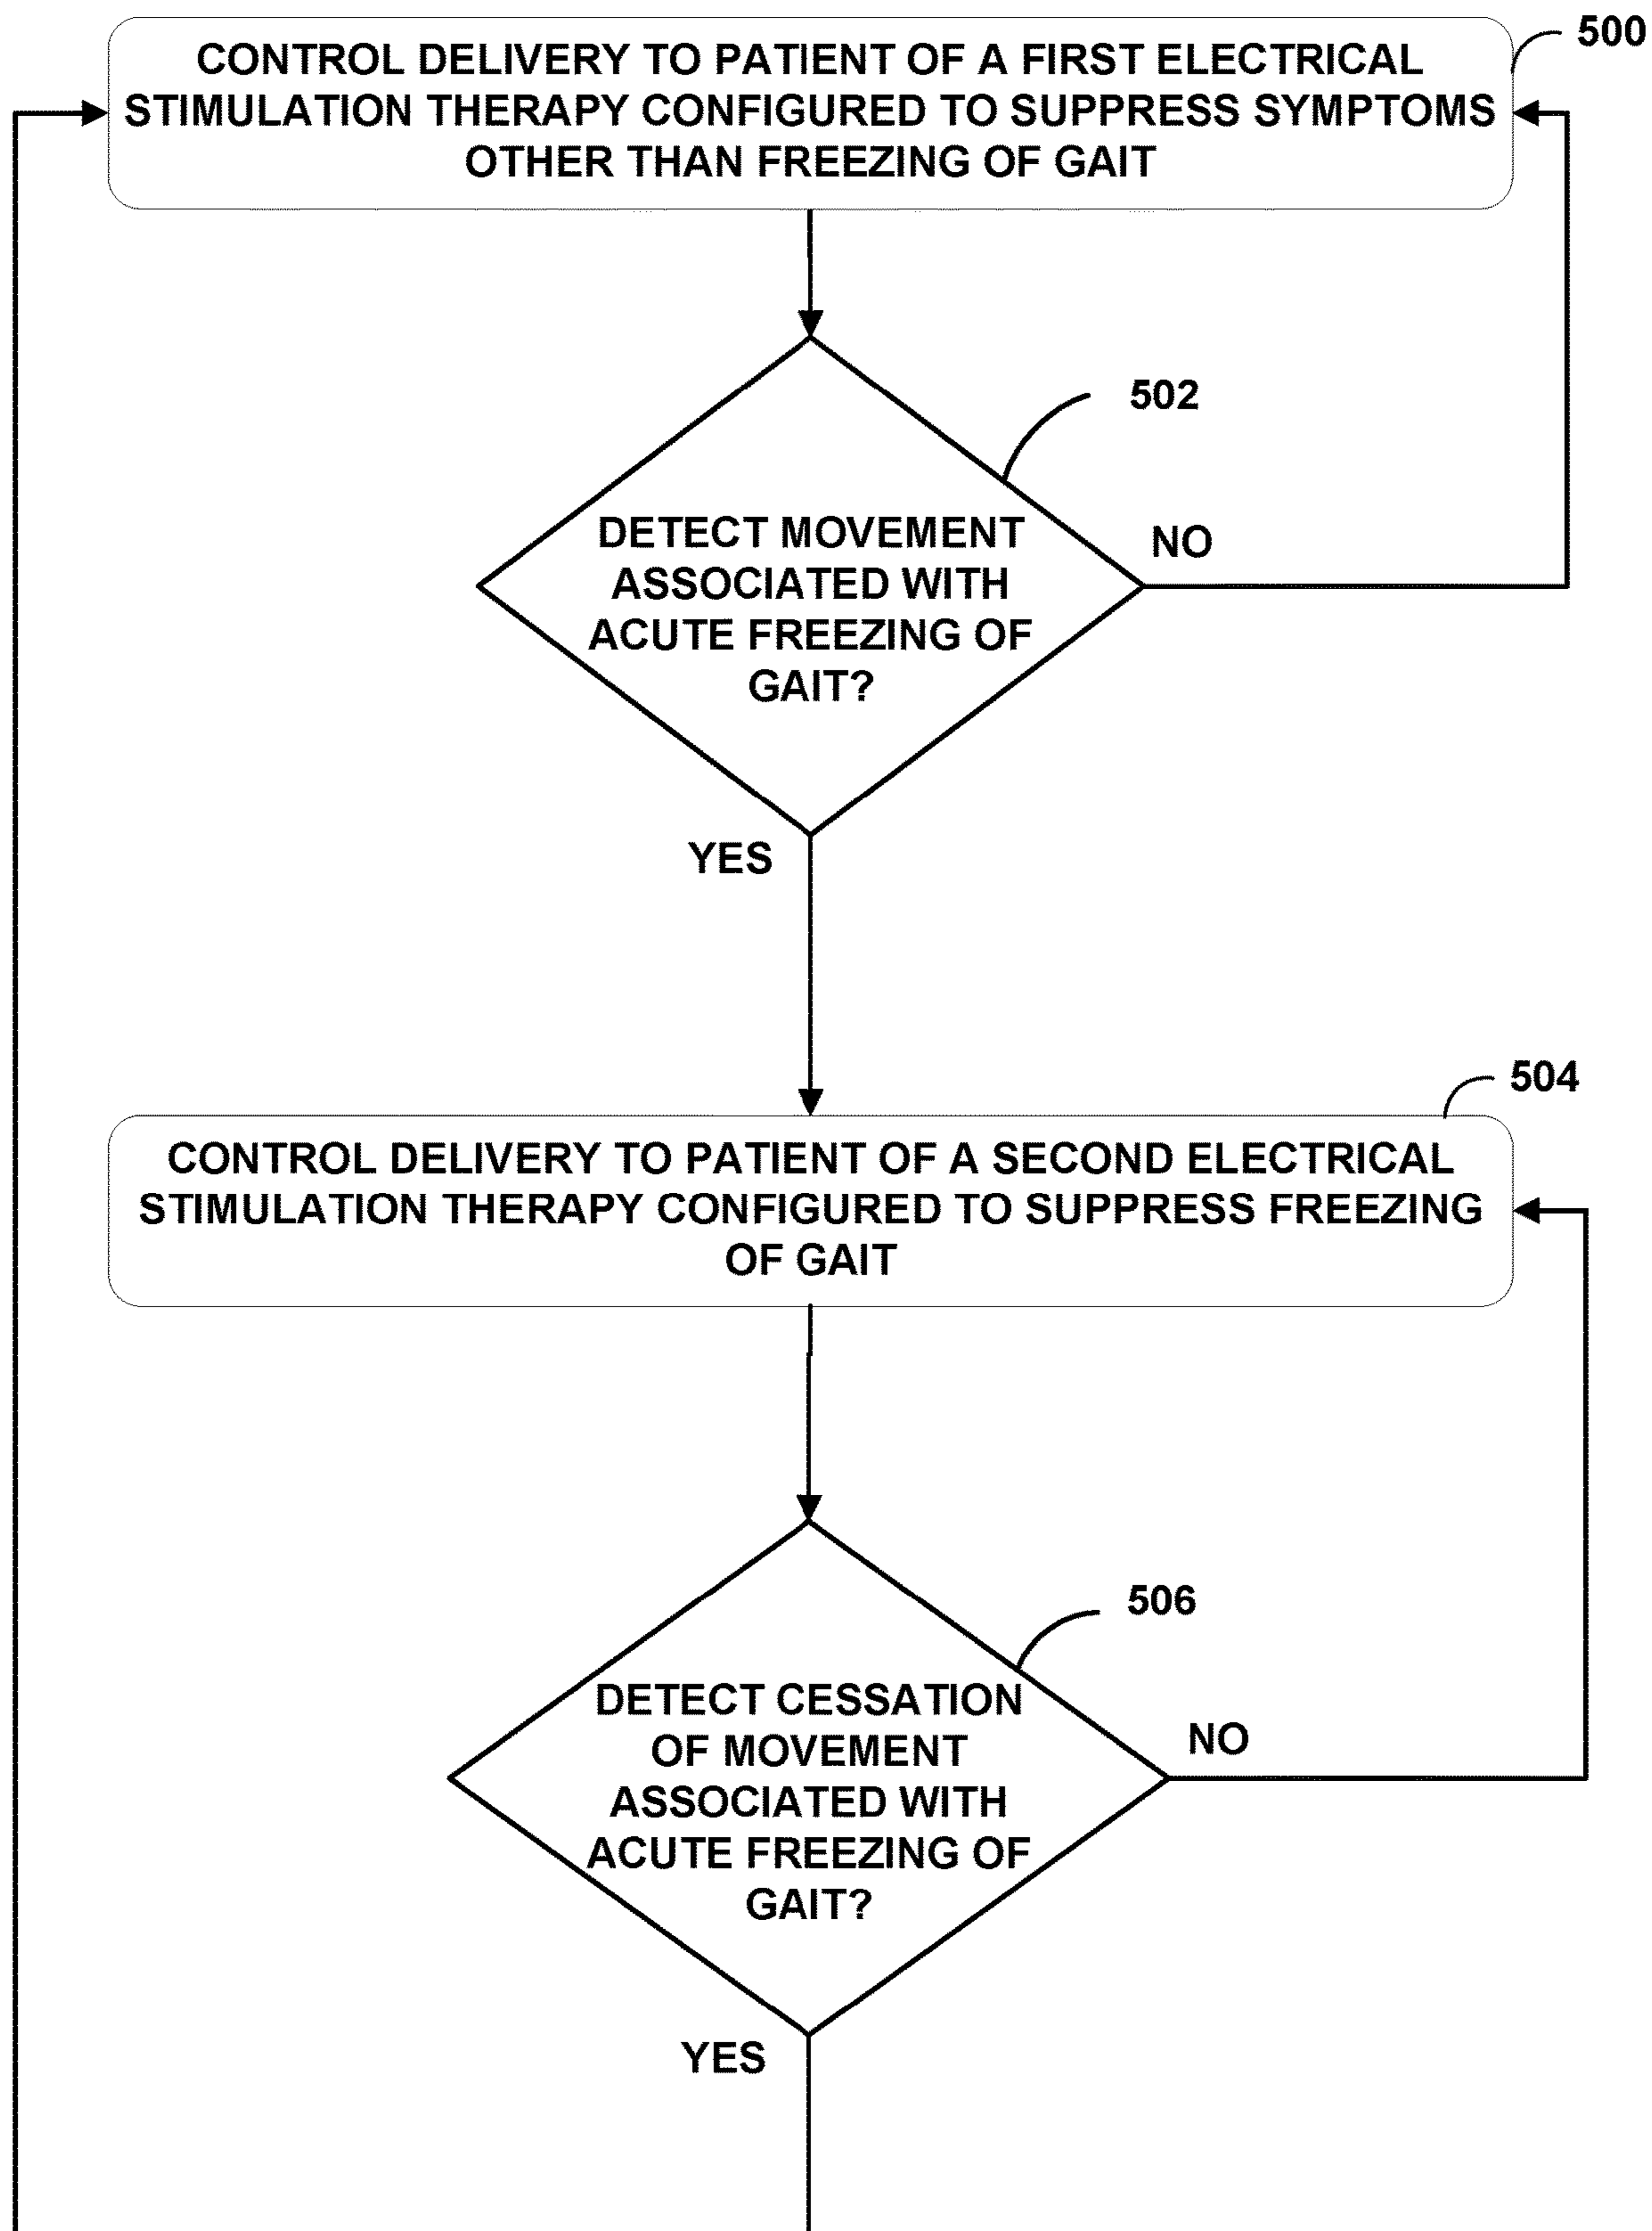 500
CONTROL DELIVERY TO PATIENT OF A FIRST ELECTRICAL
STIMULATION THERAPY CONFIGURED TO SUPPRESS SYMPTOMS
OTHER THAN FREEZING OF GAIT
502
DETECT MOVEMENT
ASSOCIATED WITH
ACUTE FREEZING OF
GAIT?
NO
YES
504
CONTROL DELIVERY TO PATIENT OF A SECOND ELECTRICAL
STIMULATION THERAPY CONFIGURED TO SUPPRESS FREEZING
OF GAIT
506
DETECT CESSATION
OF MOVEMENT
ASSOCIATED WITH
ACUTE FREEZING OF
GAIT?
NO
YES